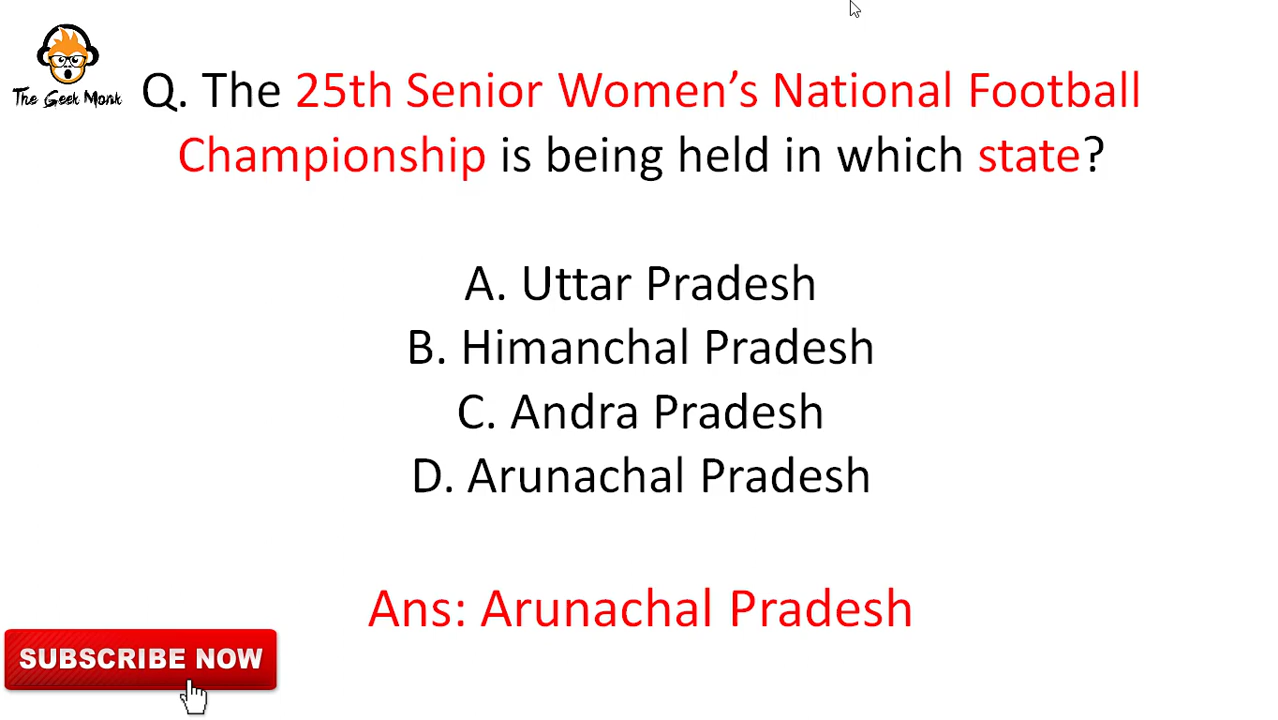 The Geek Monk
Q. The 25th Senior Women’s National Football
Championship is being held in which state?
A. Uttar Pradesh
B. Himanchal Pradesh
C. Andra Pradesh
D. Arunachal Pradesh
Ans: Arunachal Pradesh
SUBSCRIBE NOW